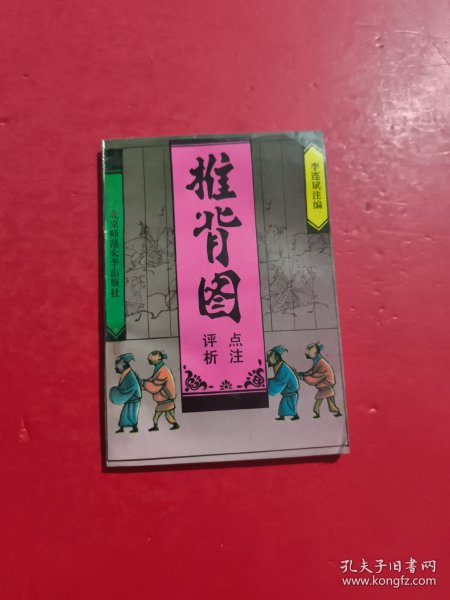 推背图
点注
评析
李连斌注编
北京师范大学出版社
孔夫子旧书网
www.kongfz.com